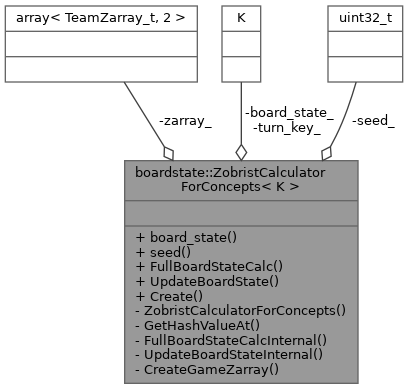 array< TeamZarray_t, 2 >
K
uint32_t
-zarray_
-board_state_
-turn_key_
-seed_
boardstate::ZobristCalculator
ForConcepts< K >
+ board_state()
+ seed()
+ FullBoardStateCalc()
+ UpdateBoardState()
+ Create()
- ZobristCalculatorForConcepts()
- GetHashValueAt()
- FullBoardStateCalcInternal()
- UpdateBoardStateInternal()
- CreateGameZarray()